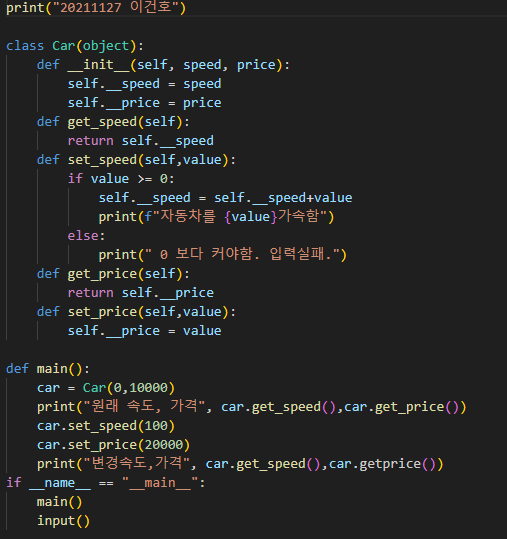 print("20211127 이건호")

class Car(object):
    def __init__(self, speed, price):
        self.__speed = speed
        self.__price = price
    def get_speed(self):
        return self.__speed
    def set_speed(self,value):
        if value >= 0:
            self.__speed = self.__speed+value
            print(f"자동차를 {value}가속함")
        else:
            print(" 0 보다 커야함. 입력실패.")
    def get_price(self):
        return self.__price
    def set_price(self,value):
        self.__price = value

def main():
    car = Car(0,10000)
    print("원래 속도, 가격", car.get_speed(),car.get_price())
    car.set_speed(100)
    car.set_price(20000)
    print("변경속도,가격", car.get_speed(),car.getprice())
if __name__ == "__main__":
    main()
    input()